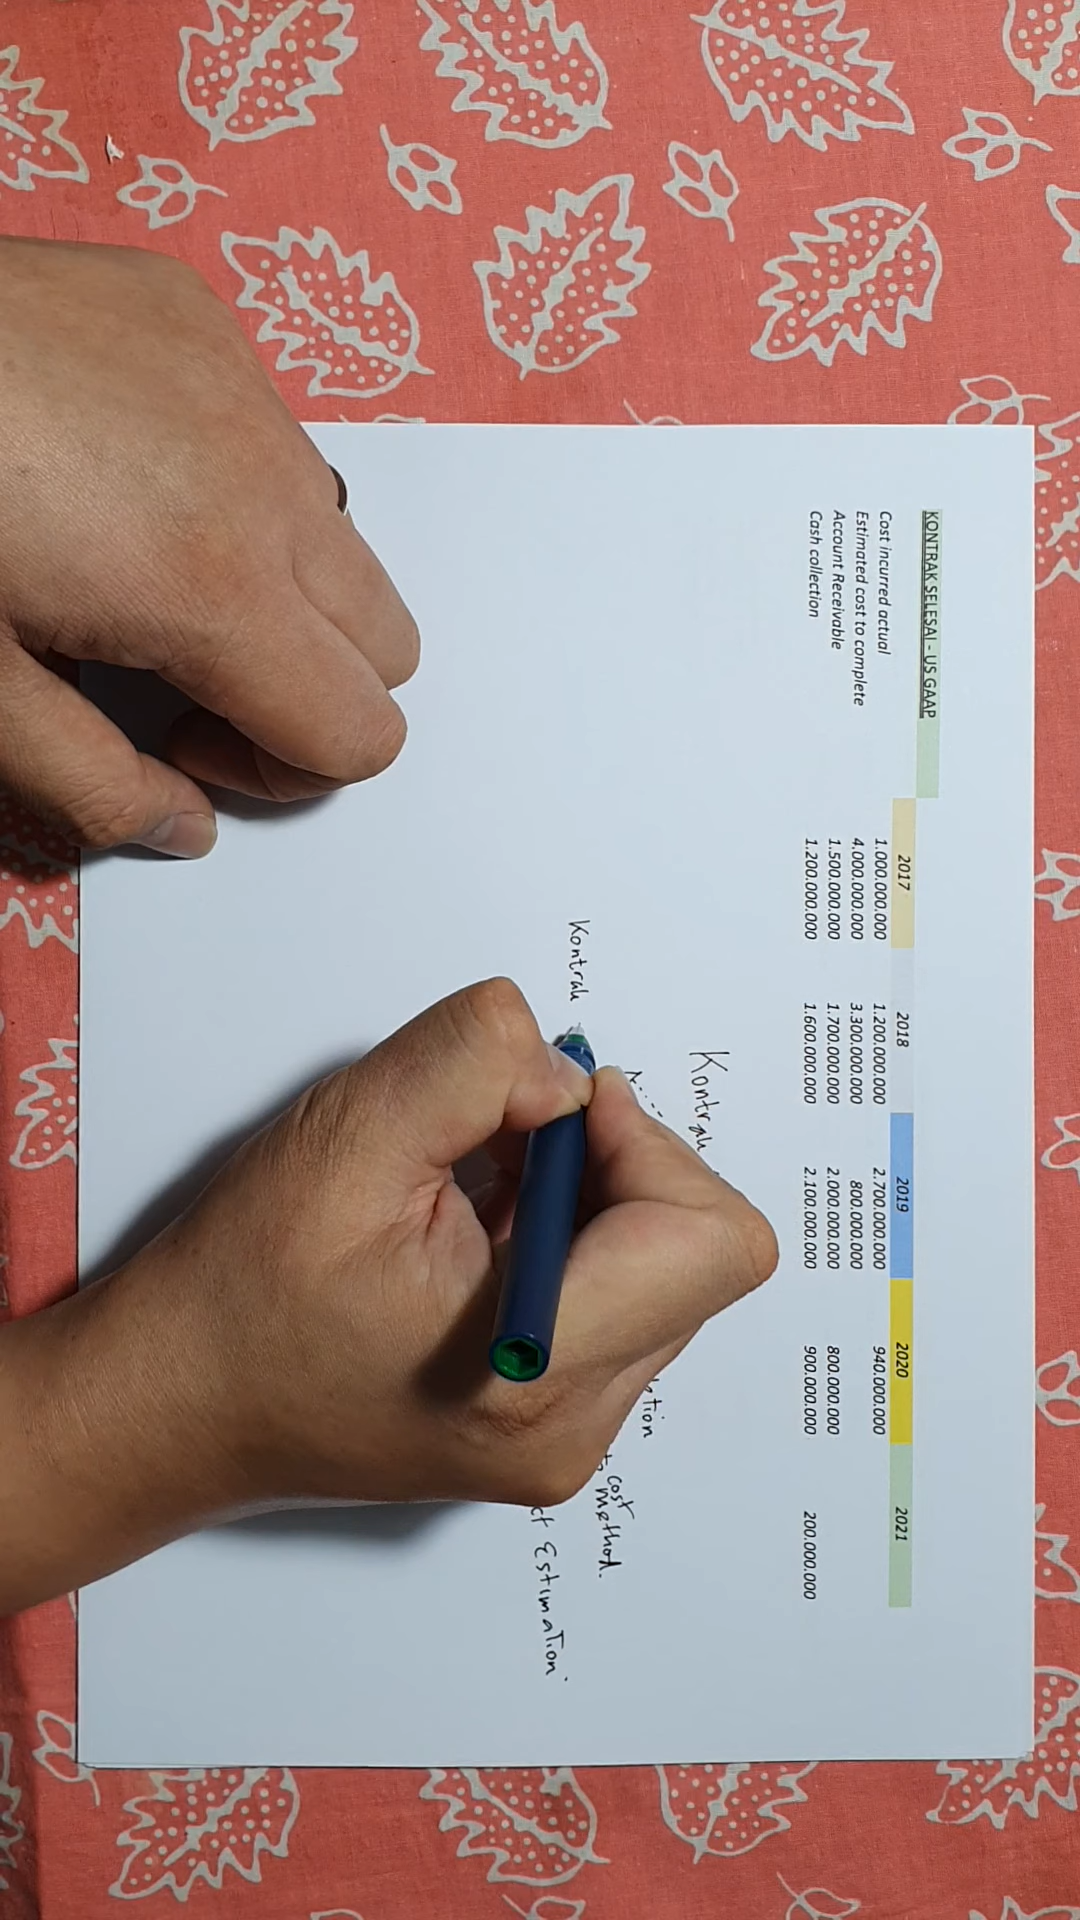 KONTRAK SELESAI - US GAAP
2017 2018 2019 2020 2021
Cost incurred actual 1.000.000.000 1.200.000.000 2.700.000.000 940.000.000
Estimated cost to complete 4.000.000.000 3.300.000.000 800.000.000
Account Receivable 1.500.000.000 1.700.000.000 2.000.000.000 800.000.000
Cash collection 1.200.000.000 1.600.000.000 2.100.000.000 900.000.000 200.000.000
Kontrak
cost
method.
Kontrak
Estimation